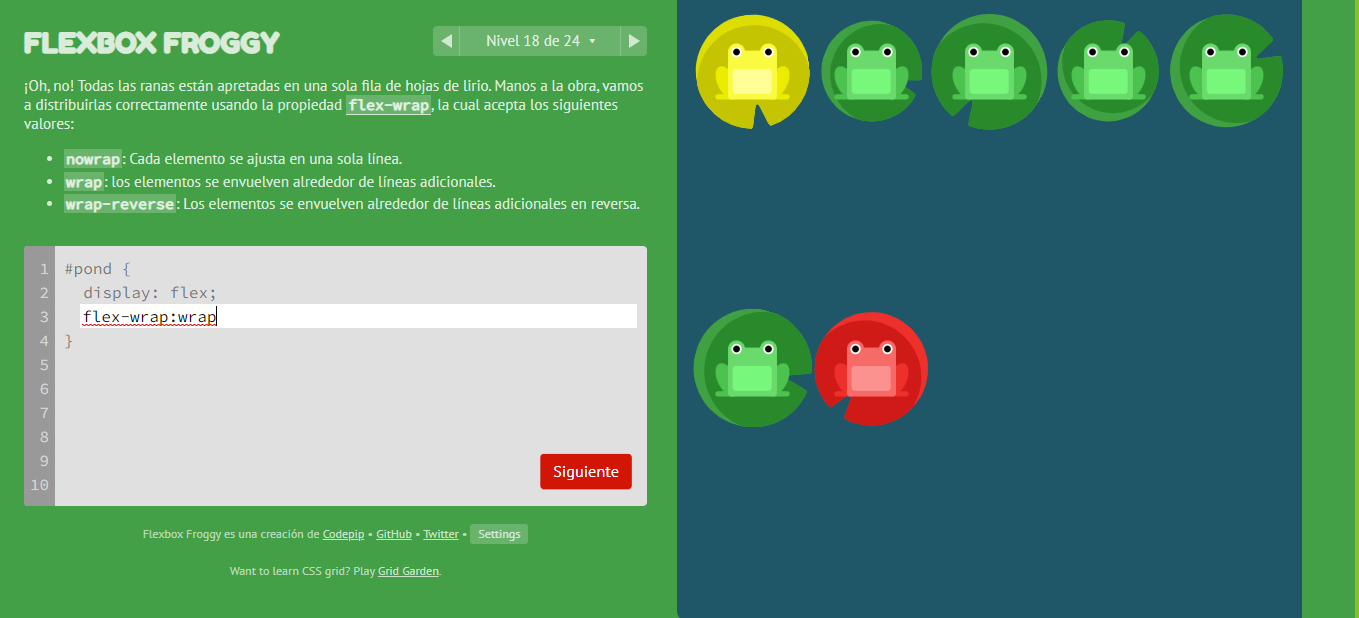 FLEXBOX FROGGY
Nivel 18 de 24
¡Oh, no! Todas las ranas están apretadas en una sola fila de hojas de lirio. Manos a la obra, vamos
a distribuirlas correctamente usando la propiedad flex-wrap, la cual acepta los siguientes
valores:
• nowrap: Cada elemento se ajusta en una sola línea.
• wrap: los elementos se envuelven alrededor de líneas adicionales.
• wrap-reverse: Los elementos se envuelven alrededor de líneas adicionales en reversa.
1 #pond {
2 display: flex;
3 flex-wrap:wrap
4 }
5
6
7
8
9
10
Siguiente
Flexbox Froggy es una creación de Codepip • GitHub • Twitter • Settings
Want to learn CSS grid? Play Grid Garden.